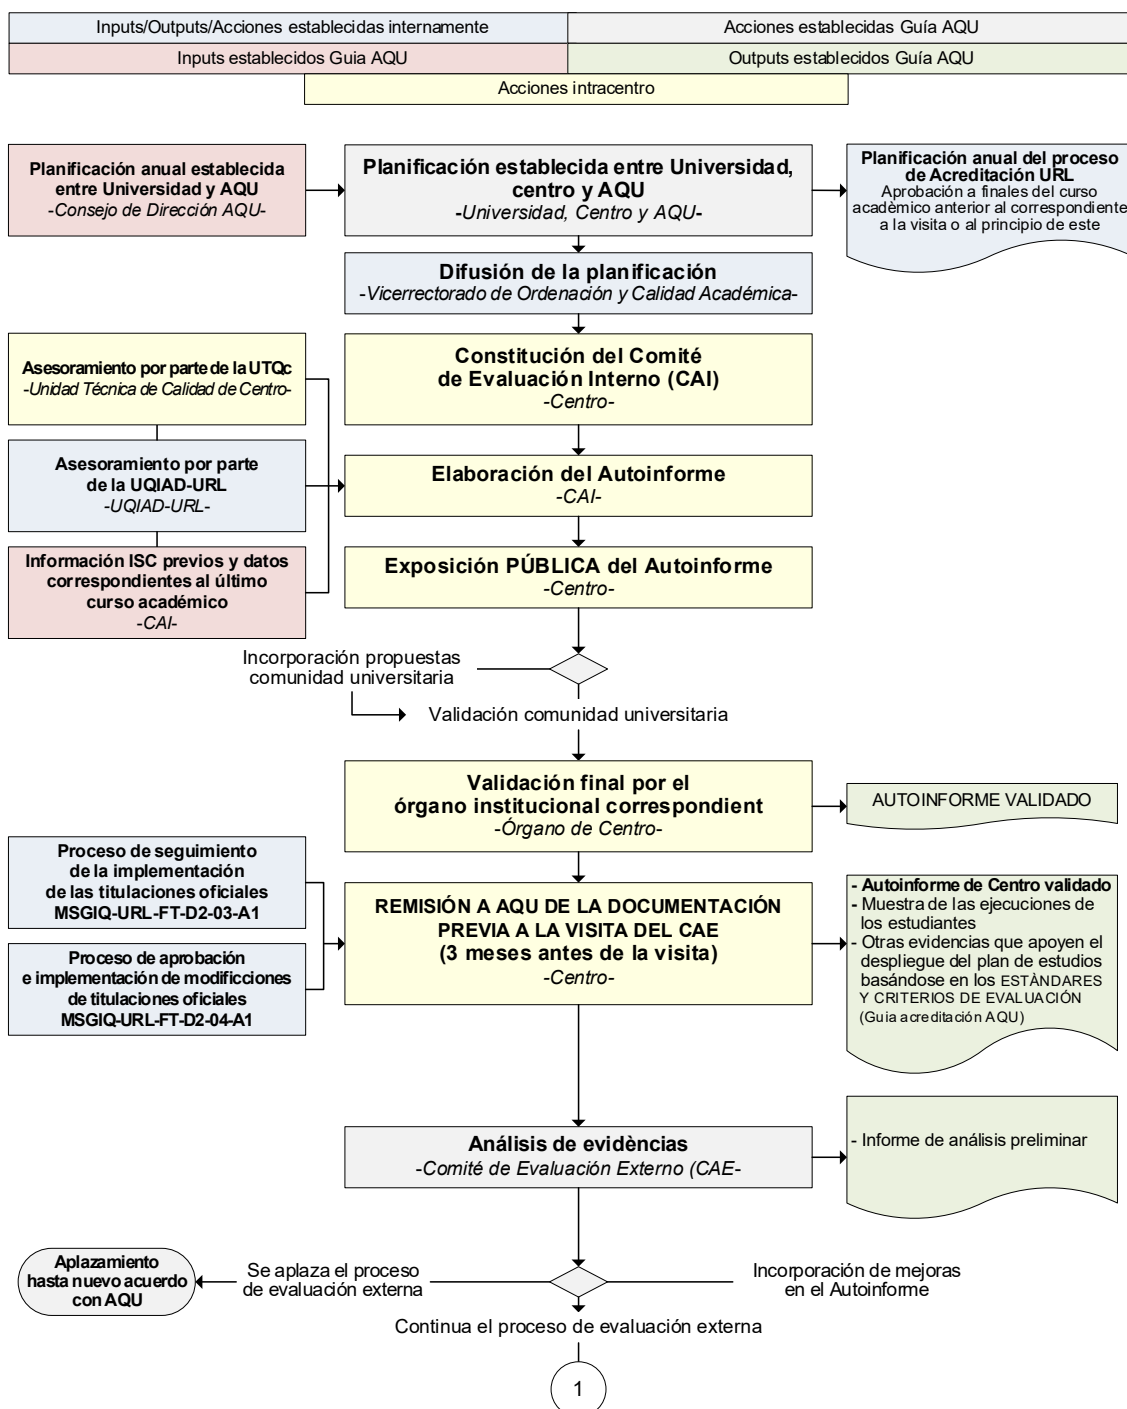 Inputs/Outputs/Acciones establecidas internamente
Acciones establecidas Guía AQU
Inputs establecidos Guia AQU
Outputs establecidos Guía AQU
Acciones intracentro
Planificación anual establecida
entre Universidad y AQU
-Consejo de Dirección AQU-
Planificación establecida entre Universidad,
centro y AQU
-Universidad, Centro y AQU-
Planificación anual del proceso
de Acreditación URL
Aprobación a finales del curso
acadèmico anterior al correspondiente
a la visita o al principio de este
Difusión de la planificación
-Vicerrectorado de Ordenación y Calidad Académica-
Asesoramiento por parte de la UTQc
-Unidad Técnica de Calidad de Centro-
Constitución del Comité
de Evaluación Interno (CAI)
-Centro-
Asesoramiento por parte
de la UQIAD-URL
-UQIAD-URL-
Elaboración del Autoinforme
-CAI-
Información ISC previos y datos
correspondientes al último
curso académico
-CAI-
Exposición PÚBLICA del Autoinforme
-Centro-
Incorporación propuestas
comunidad universitaria
Validación comunidad universitaria
Validación final por el
órgano institucional correspondient
-Órgano de Centro-
AUTOINFORME VALIDADO
Proceso de seguimiento
de la implementación
de las titulaciones oficiales
MSGIQ-URL-FT-D2-03-A1
Proceso de aprobación
e implementación de modificciones
de titulaciones oficiales
MSGIQ-URL-FT-D2-04-A1
REMISIÓN A AQU DE LA DOCUMENTACIÓN
PREVIA A LA VISITA DEL CAE
(3 meses antes de la visita)
-Centro-
- Autoinforme de Centro validado
- Muestra de las ejecuciones de
los estudiantes
- Otras evidencias que apoyen el
despliegue del plan de estudios
basándose en los ESTÀNDARES
Y CRITERIOS DE EVALUACIÓN
(Guia acreditación AQU)
Análisis de evidències
-Comité de Evaluación Externo (CAE-
- Informe de análisis preliminar
Aplazamiento
hasta nuevo acuerdo
con AQU
Se aplaza el proceso
de evaluación externa
Incorporación de mejoras
en el Autoinforme
Continua el proceso de evaluación externa
1